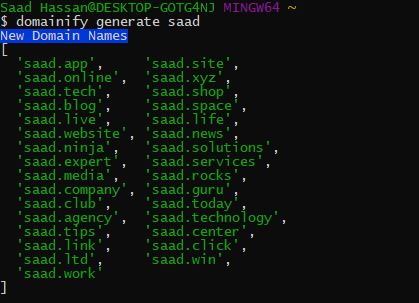 Saad Hassan@DESKTOP-GOTG4NJ MINGW64 ~
$ domainify generate saad
New Domain Names
[
  'saad.app',      'saad.site',
  'saad.online',   'saad.xyz',
  'saad.tech',     'saad.shop',
  'saad.blog',     'saad.space',
  'saad.live',     'saad.life',
  'saad.website',  'saad.news',
  'saad.ninja',    'saad.solutions',
  'saad.expert',   'saad.services',
  'saad.media',    'saad.rocks',
  'saad.company',  'saad.guru',
  'saad.club',     'saad.today',
  'saad.agency',   'saad.technology',
  'saad.tips',     'saad.center',
  'saad.link',     'saad.click',
  'saad.ltd',      'saad.win',
  'saad.work'
]